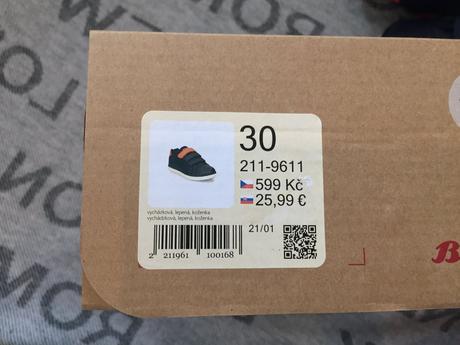 30
211-9611
599 Kč
25,99 €
vycházková, lepená, koženka
vychádzková, lepená, koženka
21/01
2 211961 100168
B